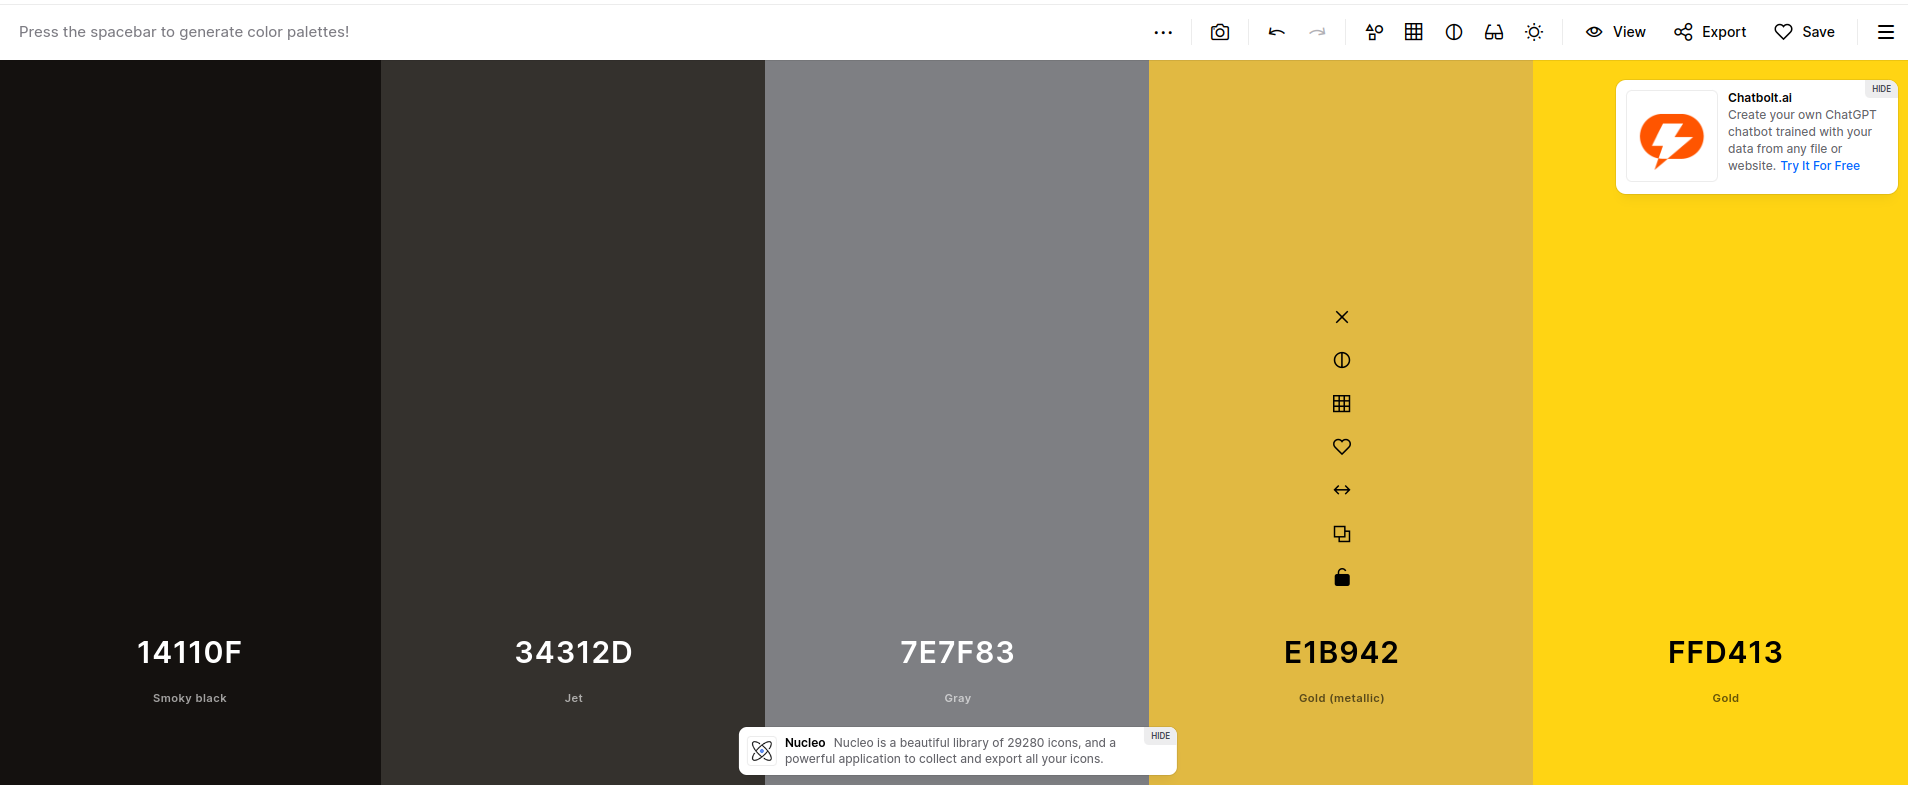 Press the spacebar to generate color palettes!
View
Export
Save
HIDE
Chatbolt.ai
Create your own ChatGPT
chatbot trained with your
data from any file or
website. Try It For Free
14110F
Smoky black
34312D
Jet
7E7F83
Gray
E1B942
Gold (metallic)
FFD413
Gold
HIDE
Nucleo Nucleo is a beautiful library of 29280 icons, and a
powerful application to collect and export all your icons.